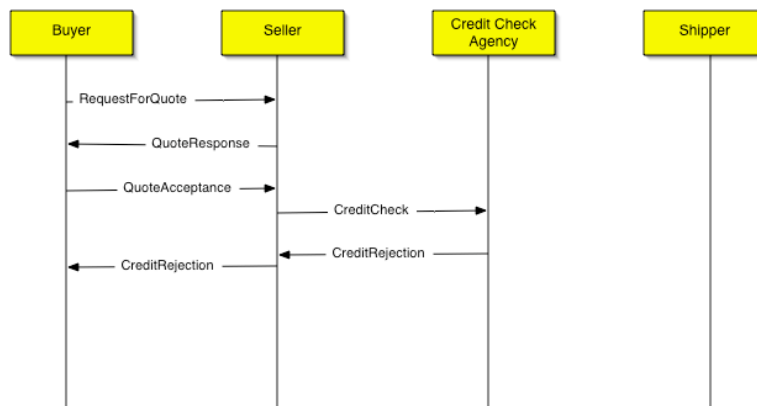 Buyer
Seller
Credit Check
Agency
Shipper
RequestForQuote
QuoteResponse
QuoteAcceptance
CreditCheck
CreditRejection
CreditRejection